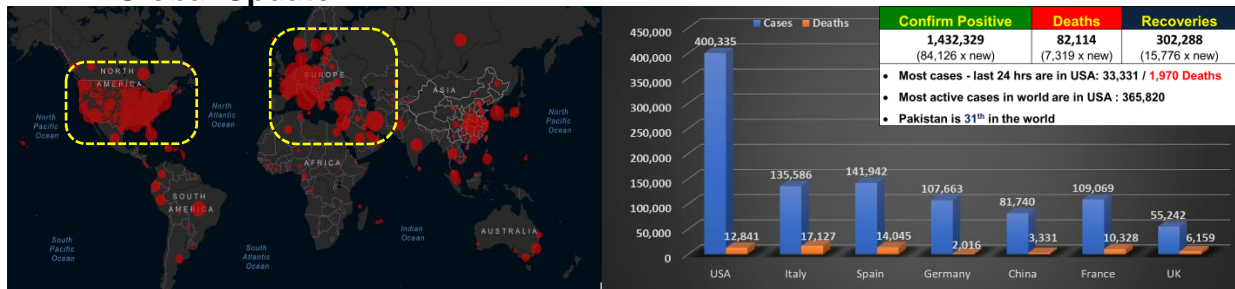 NORTH
AMERICA
North
Pacific
Ocean
North
Atlantic
Ocean
EUROPE
ASIA
North
Pacific
Ocean
AFRICA
SOUTH
AMERICA
South
Pacific
Ocean
South
Atlantic
Ocean
Indian
Ocean
AUSTRALIA
Cases Deaths
450,000
400,000
350,000
300,000
250,000
200,000
150,000
100,000
50,000
0
400,335
135,586
141,942
107,663
81,740
109,069
55,242
12,841
17,127
14,045
2,016
3,331
10,328
6,159
USA Italy Spain Germany China France UK
Confirm Positive Deaths Recoveries
1,432,329 82,114 302,288
(84,126 x new) (7,319 x new) (15,776 x new)
• Most cases - last 24 hrs are in USA: 33,331 / 1,970 Deaths
• Most active cases in world are in USA : 365,820
• Pakistan is 31th in the world